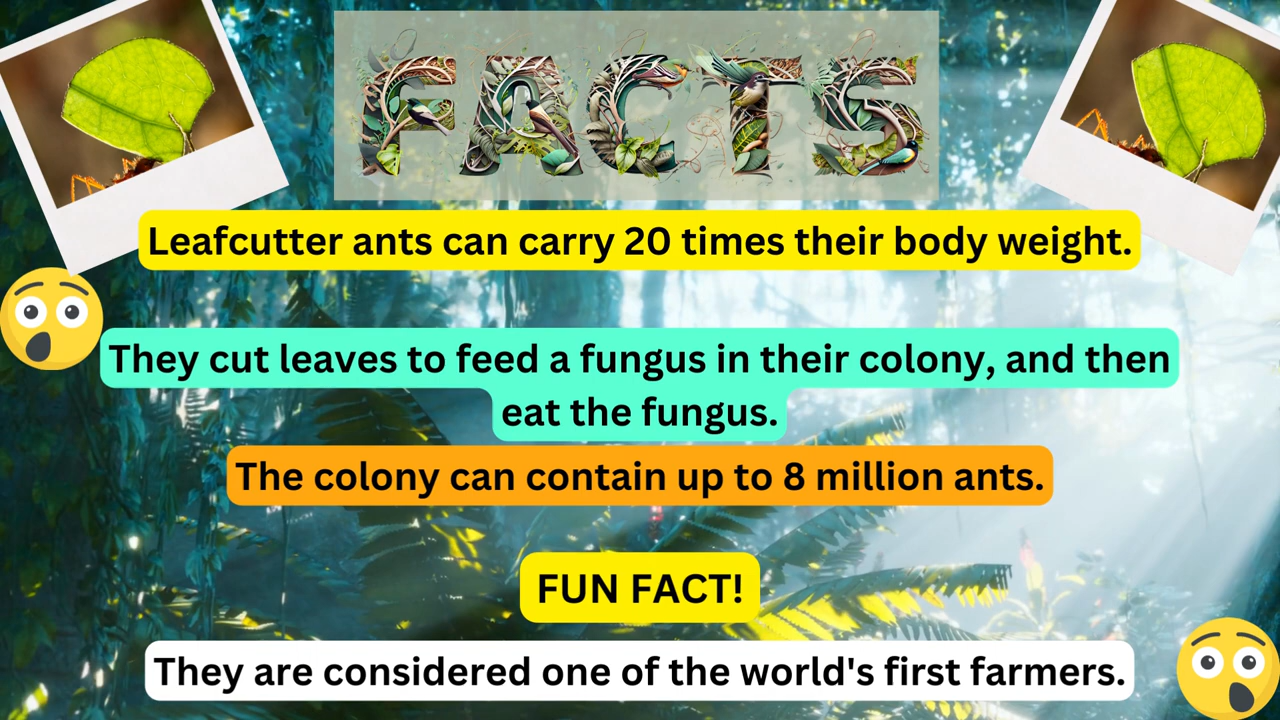 FACTS
Leafcutter ants can carry 20 times their body weight.
They cut leaves to feed a fungus in their colony, and then
eat the fungus.
The colony can contain up to 8 million ants.
FUN FACT!
They are considered one of the world's first farmers.